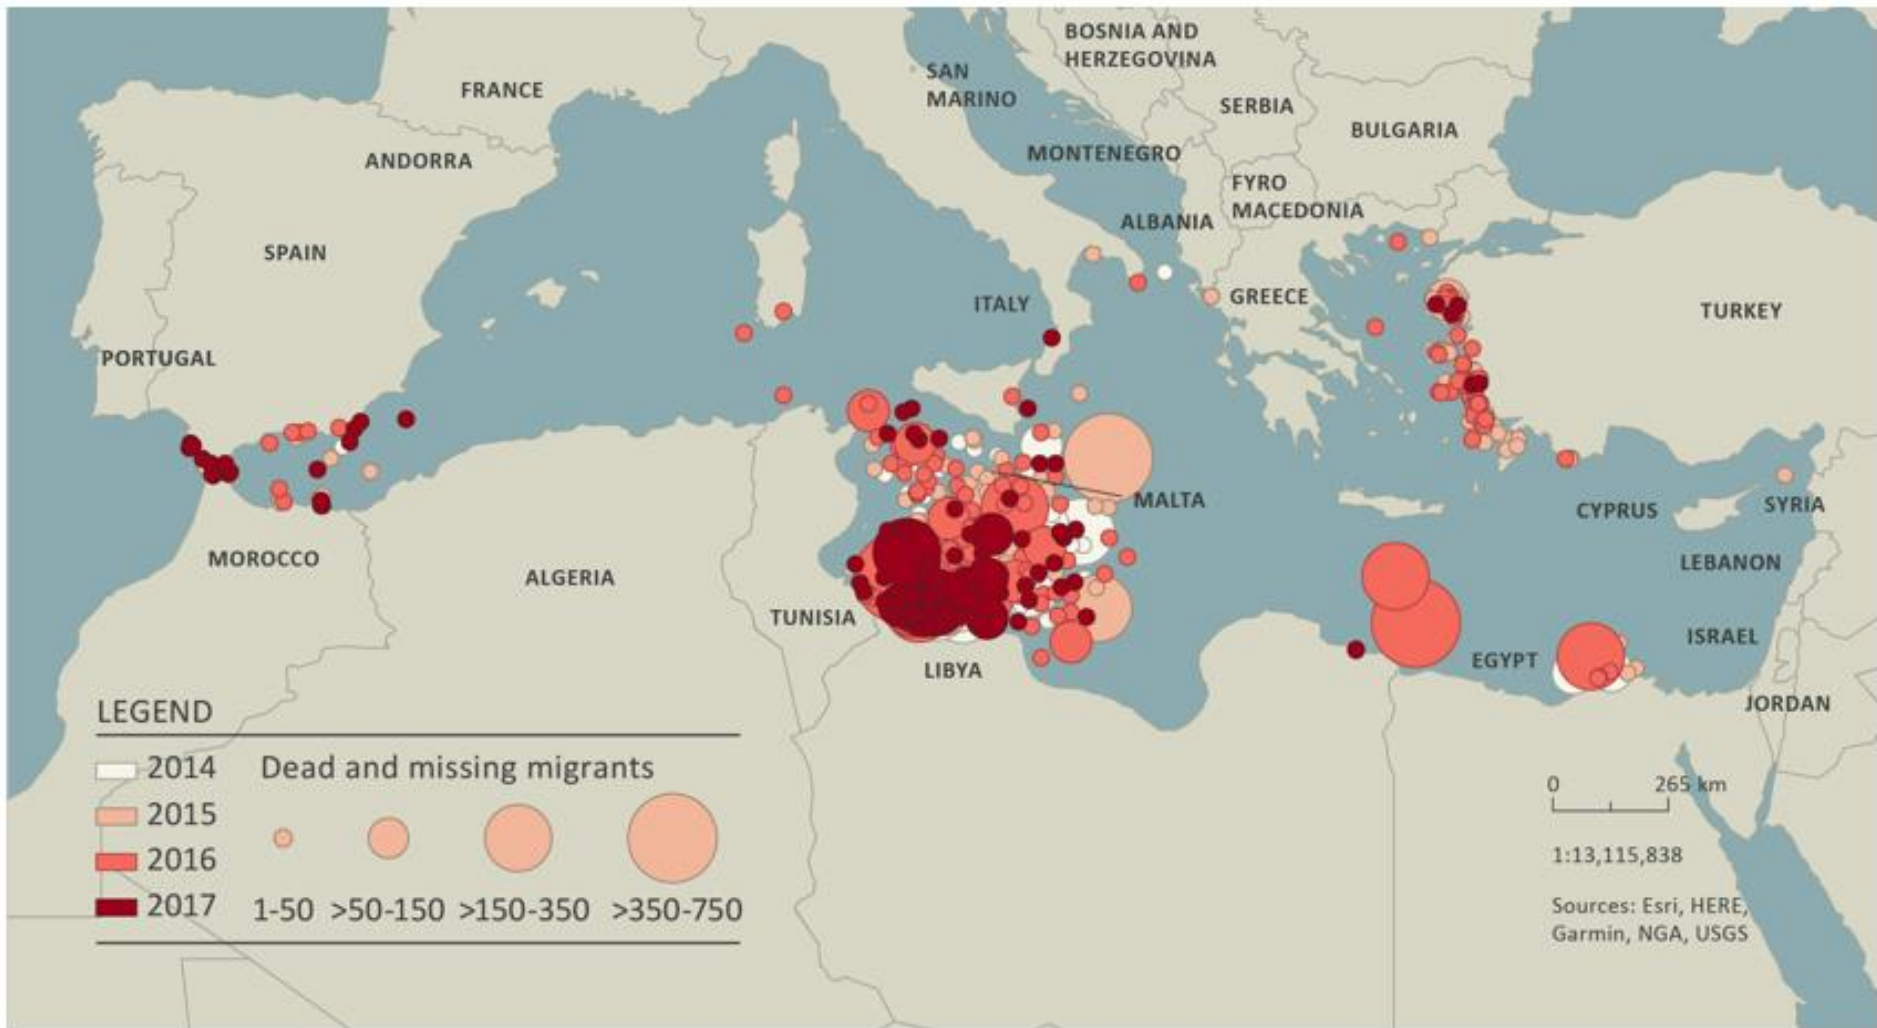 BOSNIA AND
HERZEGOVINA
FRANCE
SAN
MARINO
SERBIA
BULGARIA
ANDORRA
MONTENEGRO
FYRO
MACEDONIA
ALBANIA
SPAIN
ITALY
GREECE
TURKEY
PORTUGAL
MALTA
CYPRUS
SYRIA
MOROCCO
ALGERIA
LEBANON
TUNISIA
ISRAEL
LIBYA
EGYPT
JORDAN
LEGEND
2014
Dead and missing migrants
2015
2016
2017
1-50 >50-150 >150-350 >350-750
0 265 km
1:13,115,838
Sources: Esri, HERE,
Garmin, NGA, USGS